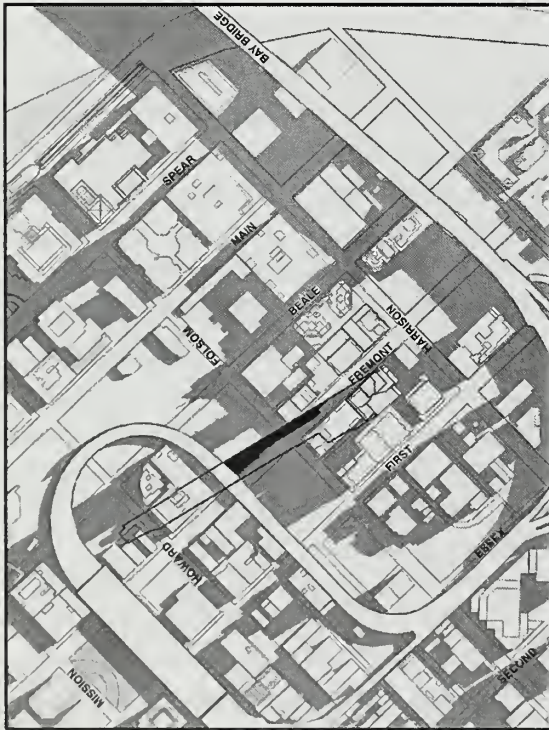 BAY BRIDGE
SPEAR
MAIN
BEALE
FOLSOM
FREMONT
HARRISON
FIRST
HOWARD
ESSEX
MISSION
SECOND